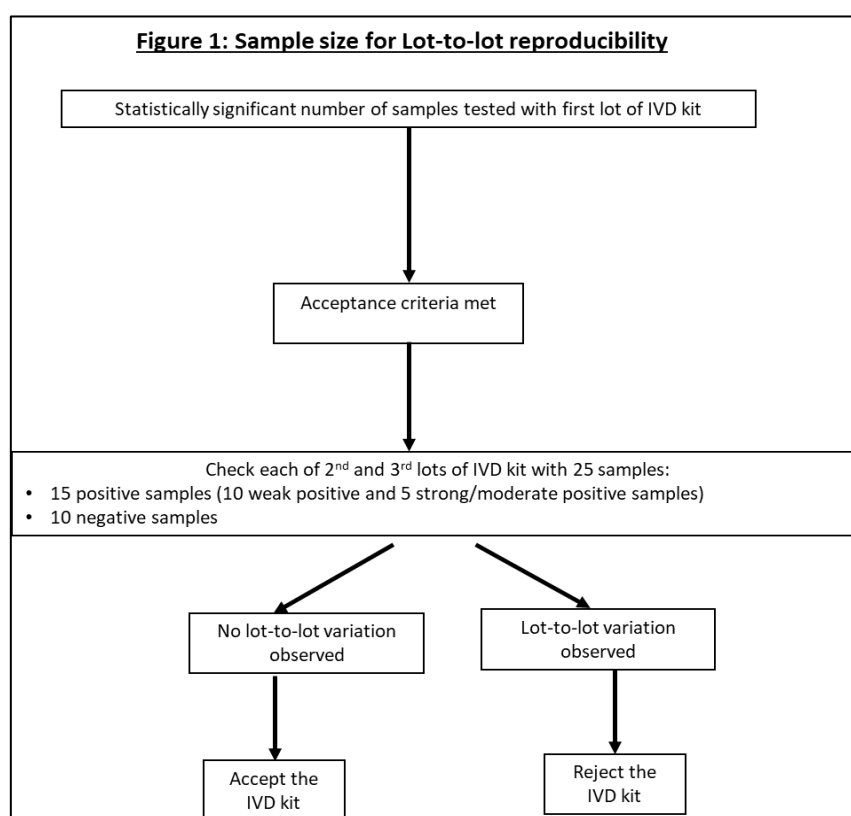 Figure 1: Sample size for Lot-to-lot reproducibility
Statistically significant number of samples tested with first lot of IVD kit
Acceptance criteria met
Check each of 2nd and 3rd lots of IVD kit with 25 samples:
• 15 positive samples (10 weak positive and 5 strong/moderate positive samples)
• 10 negative samples
No lot-to-lot variation
observed
Lot-to-lot variation
observed
Accept the
IVD kit
Reject the
IVD kit